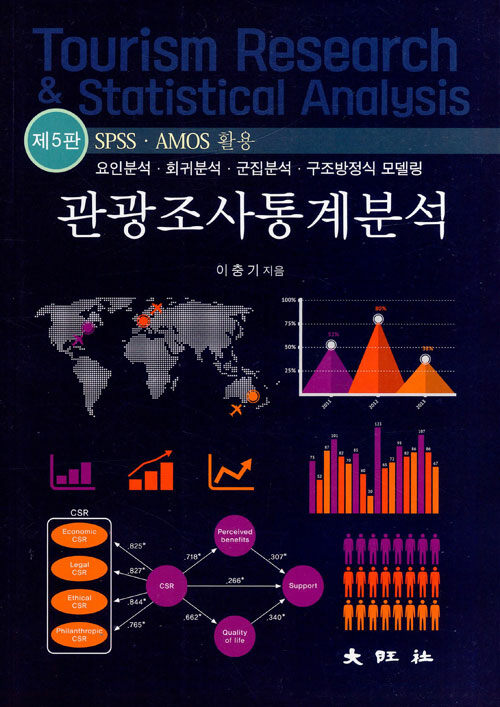 Tourism Research
& Statistical Analysis
제5판
SPSS · AMOS 활용
요인분석 · 회귀분석 · 군집분석 · 구조방정식 모델링
관광조사통계분석
이충기 지음
100%
75%
50%
25%
53%
80%
38%
2011
2012
2013
CSR
Economic
CSR
Legal
CSR
Ethical
CSR
Philanthropic
CSR
.825*
.827*
.844*
.765*
CSR
.718*
.266*
.662*
Perceived
benefits
Quality
of life
.307*
.340*
Support
大旺社